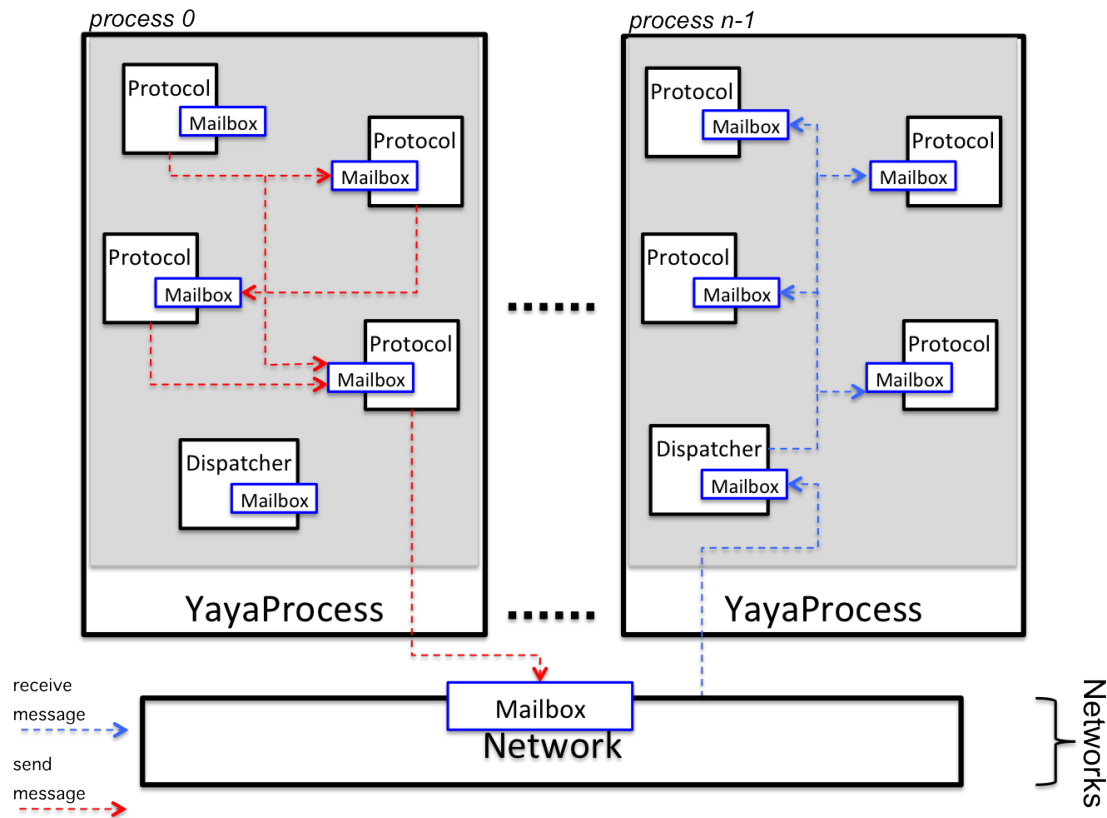 process 0
Protocol
Mailbox
Protocol
Mailbox
Protocol
Mailbox
Protocol
Mailbox
Dispatcher
Mailbox
YayaProcess
......
......
process n-1
Protocol
Mailbox
Protocol
Mailbox
Protocol
Mailbox
Protocol
Mailbox
Dispatcher
Mailbox
YayaProcess
receive
message
send
message
Mailbox
Network
Networks